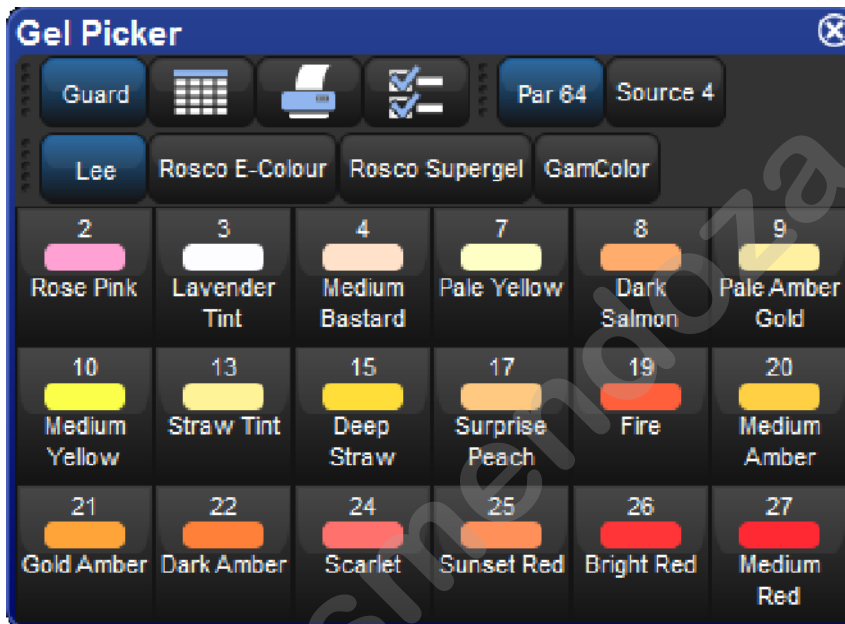 Gel Picker
Guard
Par 64
Source 4
Lee
Rosco E-Colour
Rosco Supergel
GamColor
2
Rose Pink
3
Lavender
Tint
4
Medium
Bastard
7
Pale Yellow
8
Dark
Salmon
9
Pale Amber
Gold
10
Medium
Yellow
13
Straw Tint
15
Deep
Straw
17
Surprise
Peach
19
Fire
20
Medium
Amber
21
Gold Amber
22
Dark Amber
24
Scarlet
25
Sunset Red
26
Bright Red
27
Medium
Red
smendoza